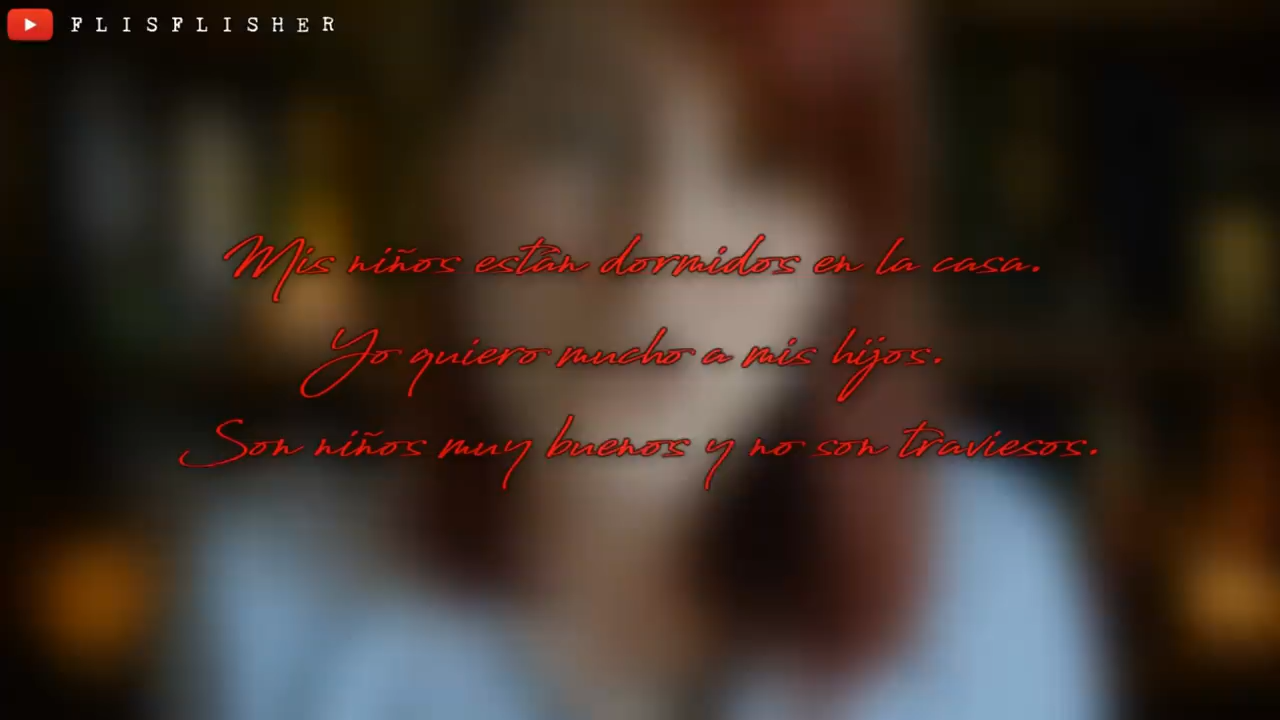 FLISFLISHER
Mis niños están dormidos en la casa.
Yo quiero mucho a mis hijos.
Son niños muy buenos y no son traviesos.